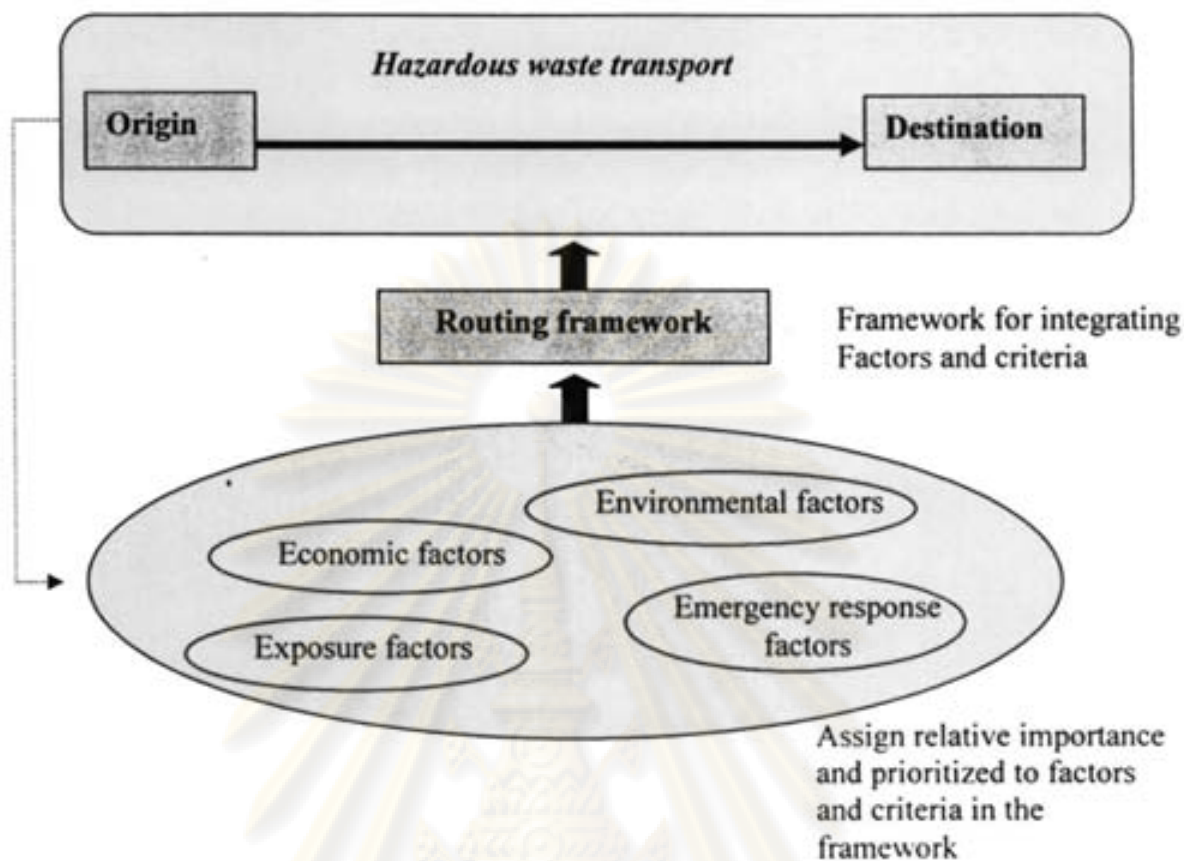 Hazardous waste transport
Origin
Destination
Routing framework
Framework for integrating
Factors and criteria
Environmental factors
Economic factors
Emergency response
factors
Exposure factors
Assign relative importance
and prioritized to factors
and criteria in the
framework